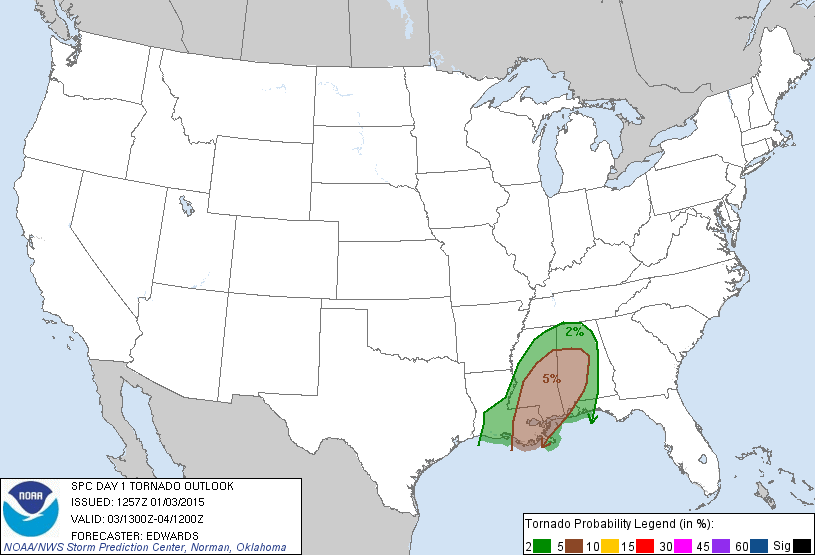 2%
5%
NOAA
SPC DAY 1 TORNADO OUTLOOK
ISSUED: 1257Z 01/03/2015
VALID: 03/1300Z-04/1200Z
FORECASTER: EDWARDS
NOAA/NWS Storm Prediction Center, Norman, Oklahoma
Tornado Probability Legend (in %):
2 5 10 15 30 45 60 Sig